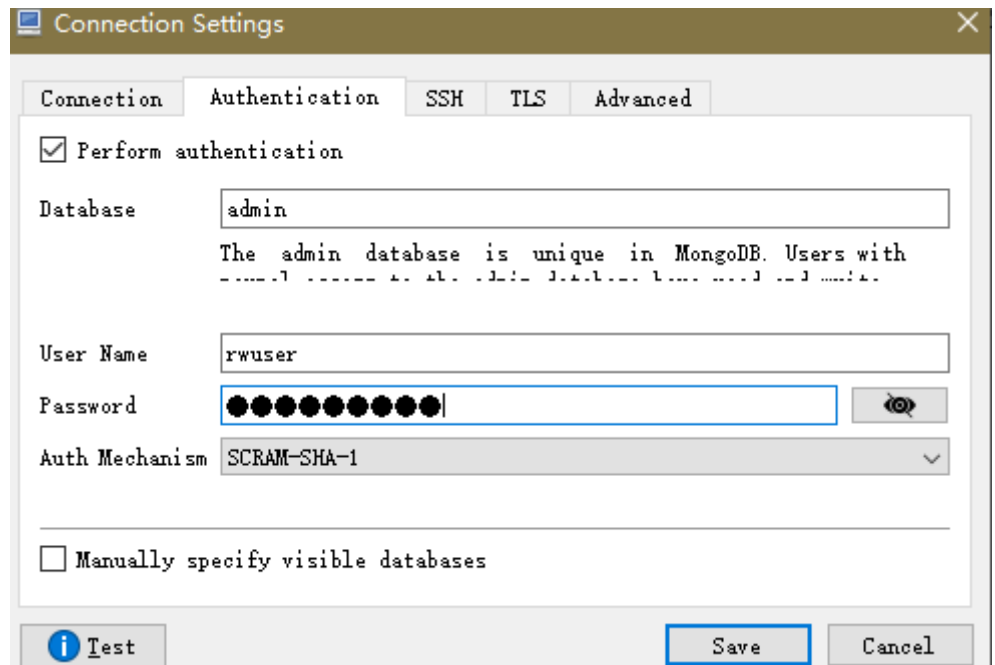 Connection Settings
Connection Authentication SSH TLS Advanced
Perform authentication
Database admin
The admin database is unique in MongoDB. Users with
User Name rwuser
Password
Auth Mechanism SCRAM-SHA-1
Manually specify visible databases
Test Save Cancel